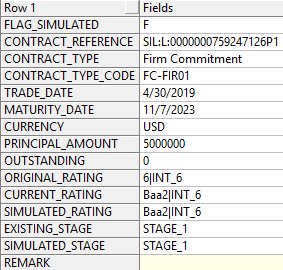 Row 1 Fields
FLAG_SIMULATED F
CONTRACT_REFERENCE SIL:L:0000000759247126P1
CONTRACT_TYPE Firm Commitment
CONTRACT_TYPE_CODE FC-FIR01
TRADE_DATE 4/30/2019
MATURITY_DATE 11/7/2023
CURRENCY USD
PRINCIPAL_AMOUNT 5000000
OUTSTANDING 0
ORIGINAL_RATING 6|INT_6
CURRENT_RATING Baa2|INT_6
SIMULATED_RATING Baa2|INT_6
EXISTING_STAGE STAGE_1
SIMULATED_STAGE STAGE_1
REMARK